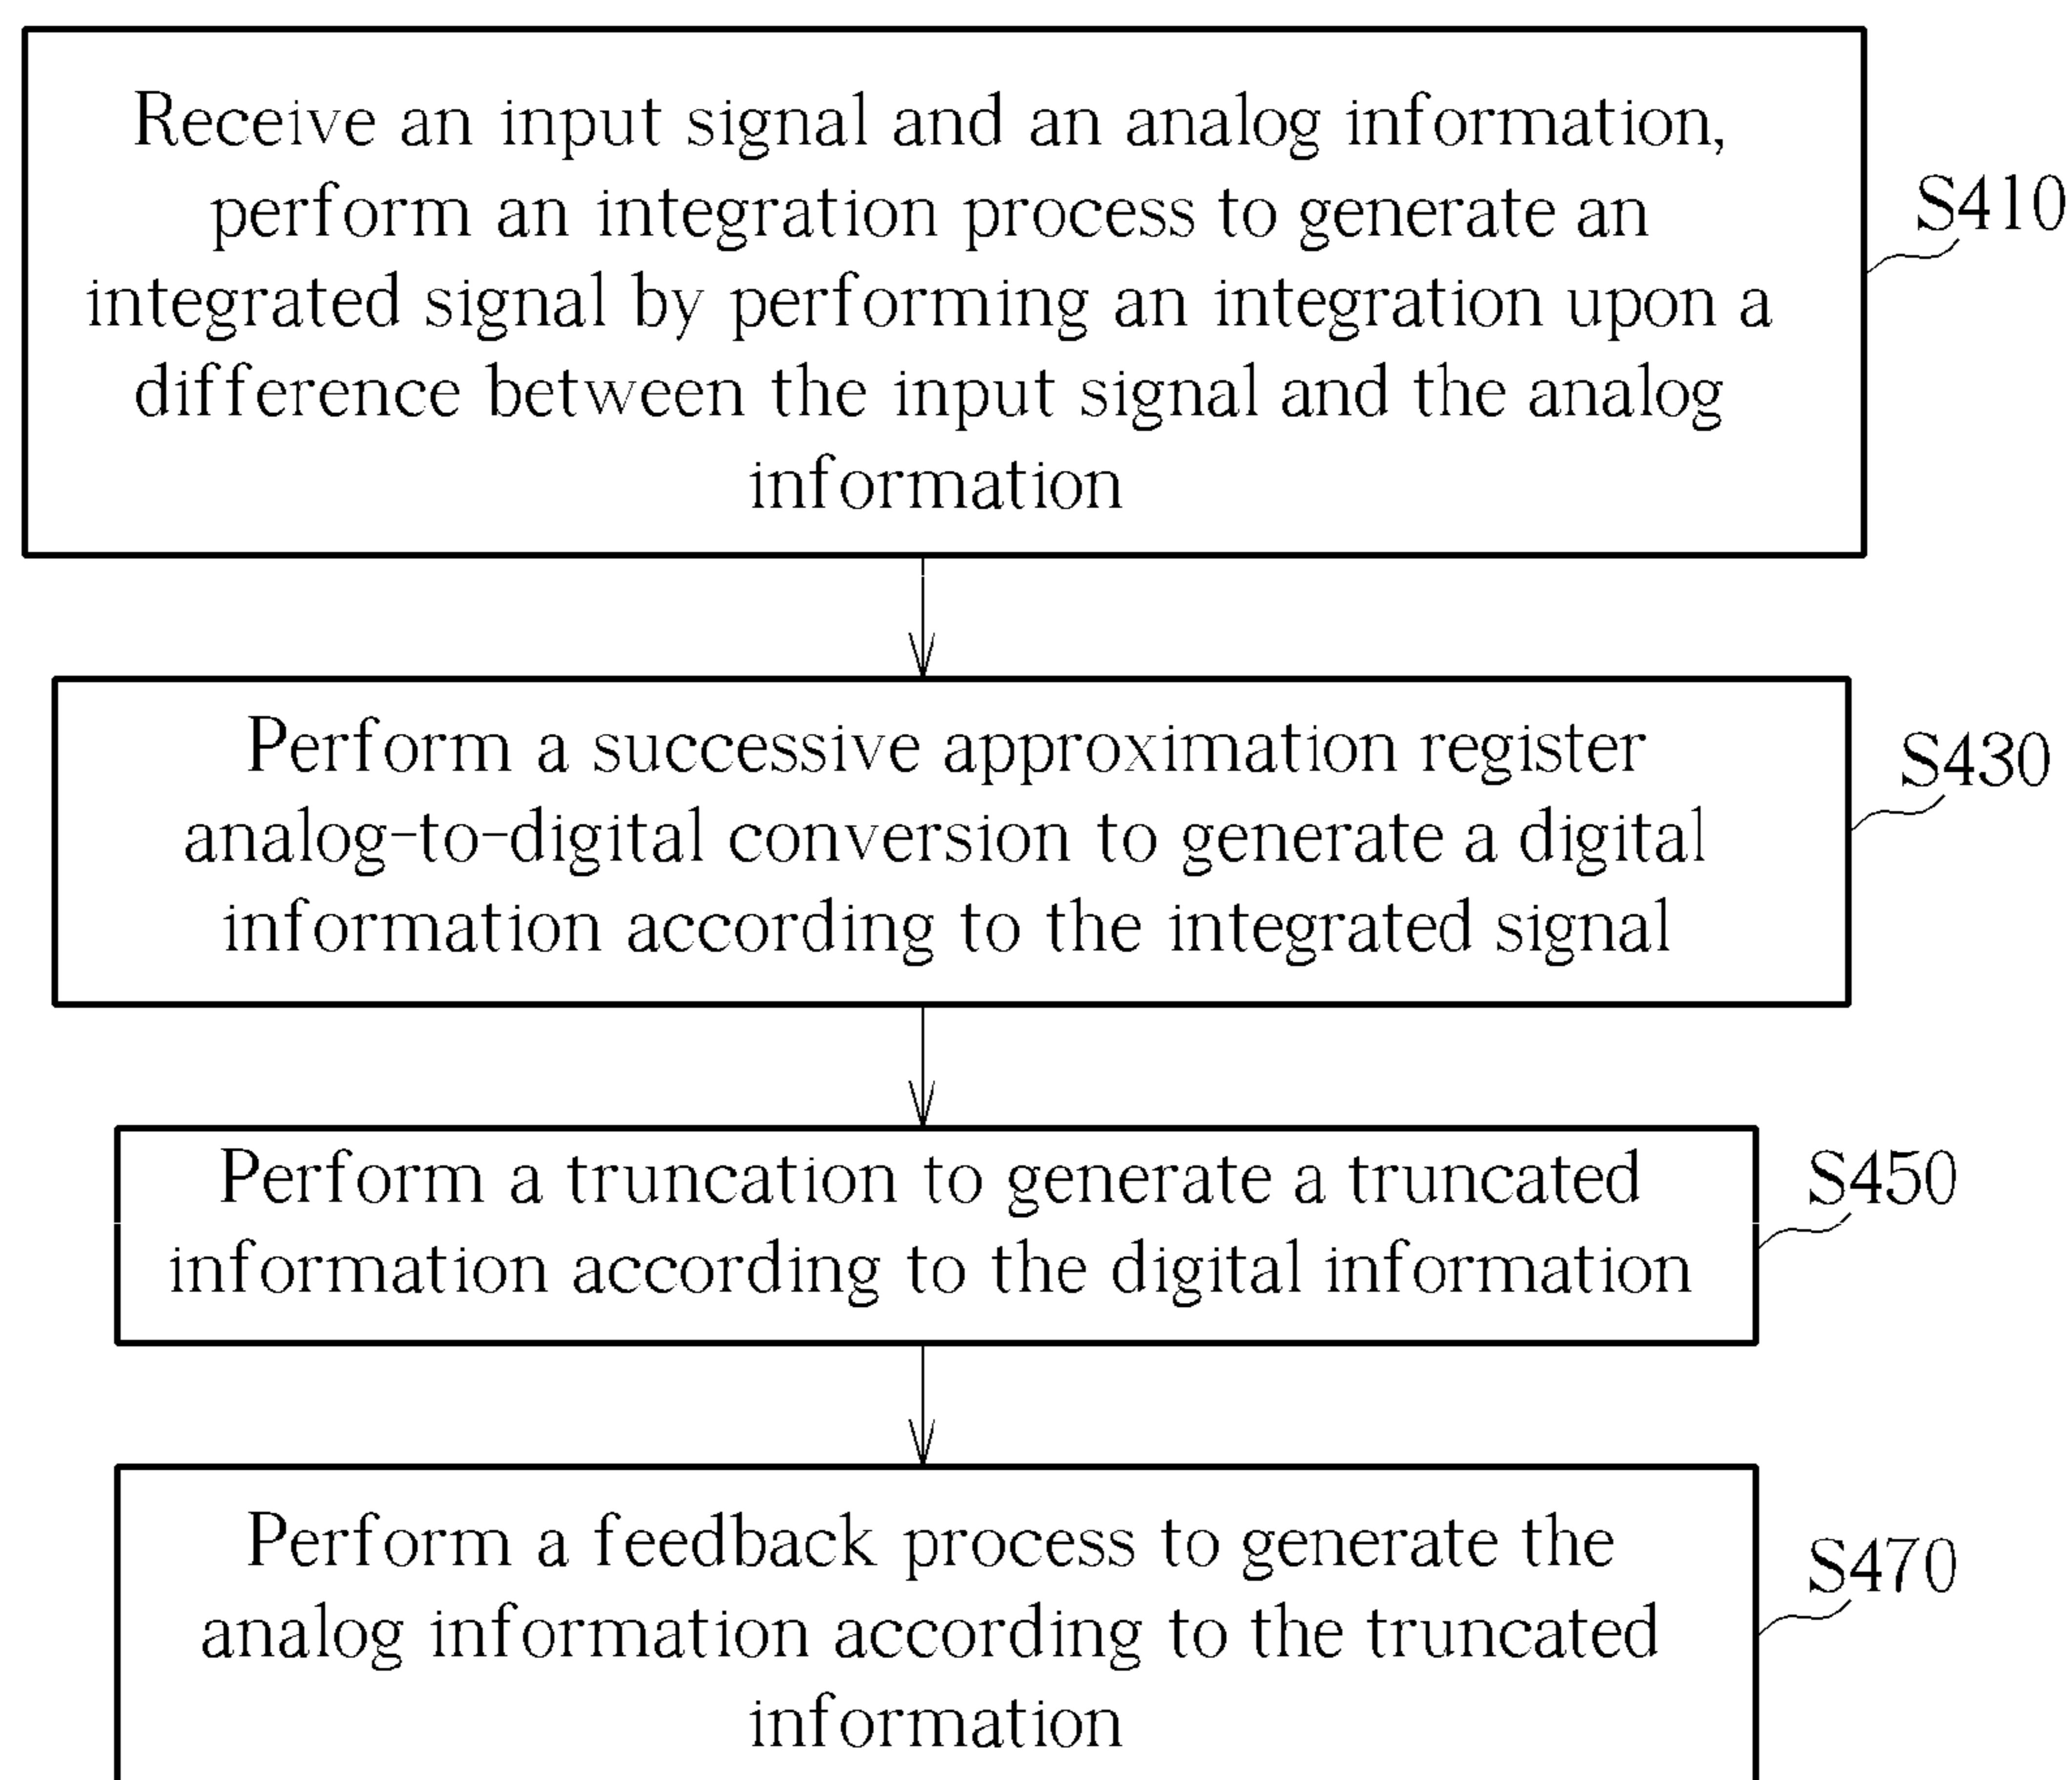 Receive an input signal and an analog information,
perform an integration process to generate an
integrated signal by performing an integration upon a
difference between the input signal and the analog
information
S410
Perform a successive approximation register
analog-to-digital conversion to generate a digital
information according to the integrated signal
S430
Perform a truncation to generate a truncated
information according to the digital information
S450
Perform a feedback process to generate the
analog information according to the truncated
information
S470